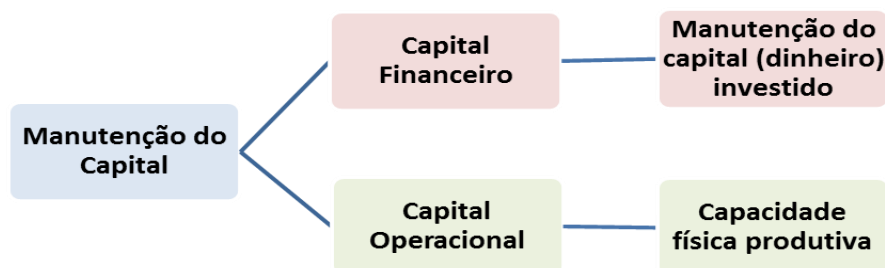 Manutenção do
Capital
Capital
Financeiro
Manutenção do
capital (dinheiro)
investido
Capital
Operacional
Capacidade
física produtiva